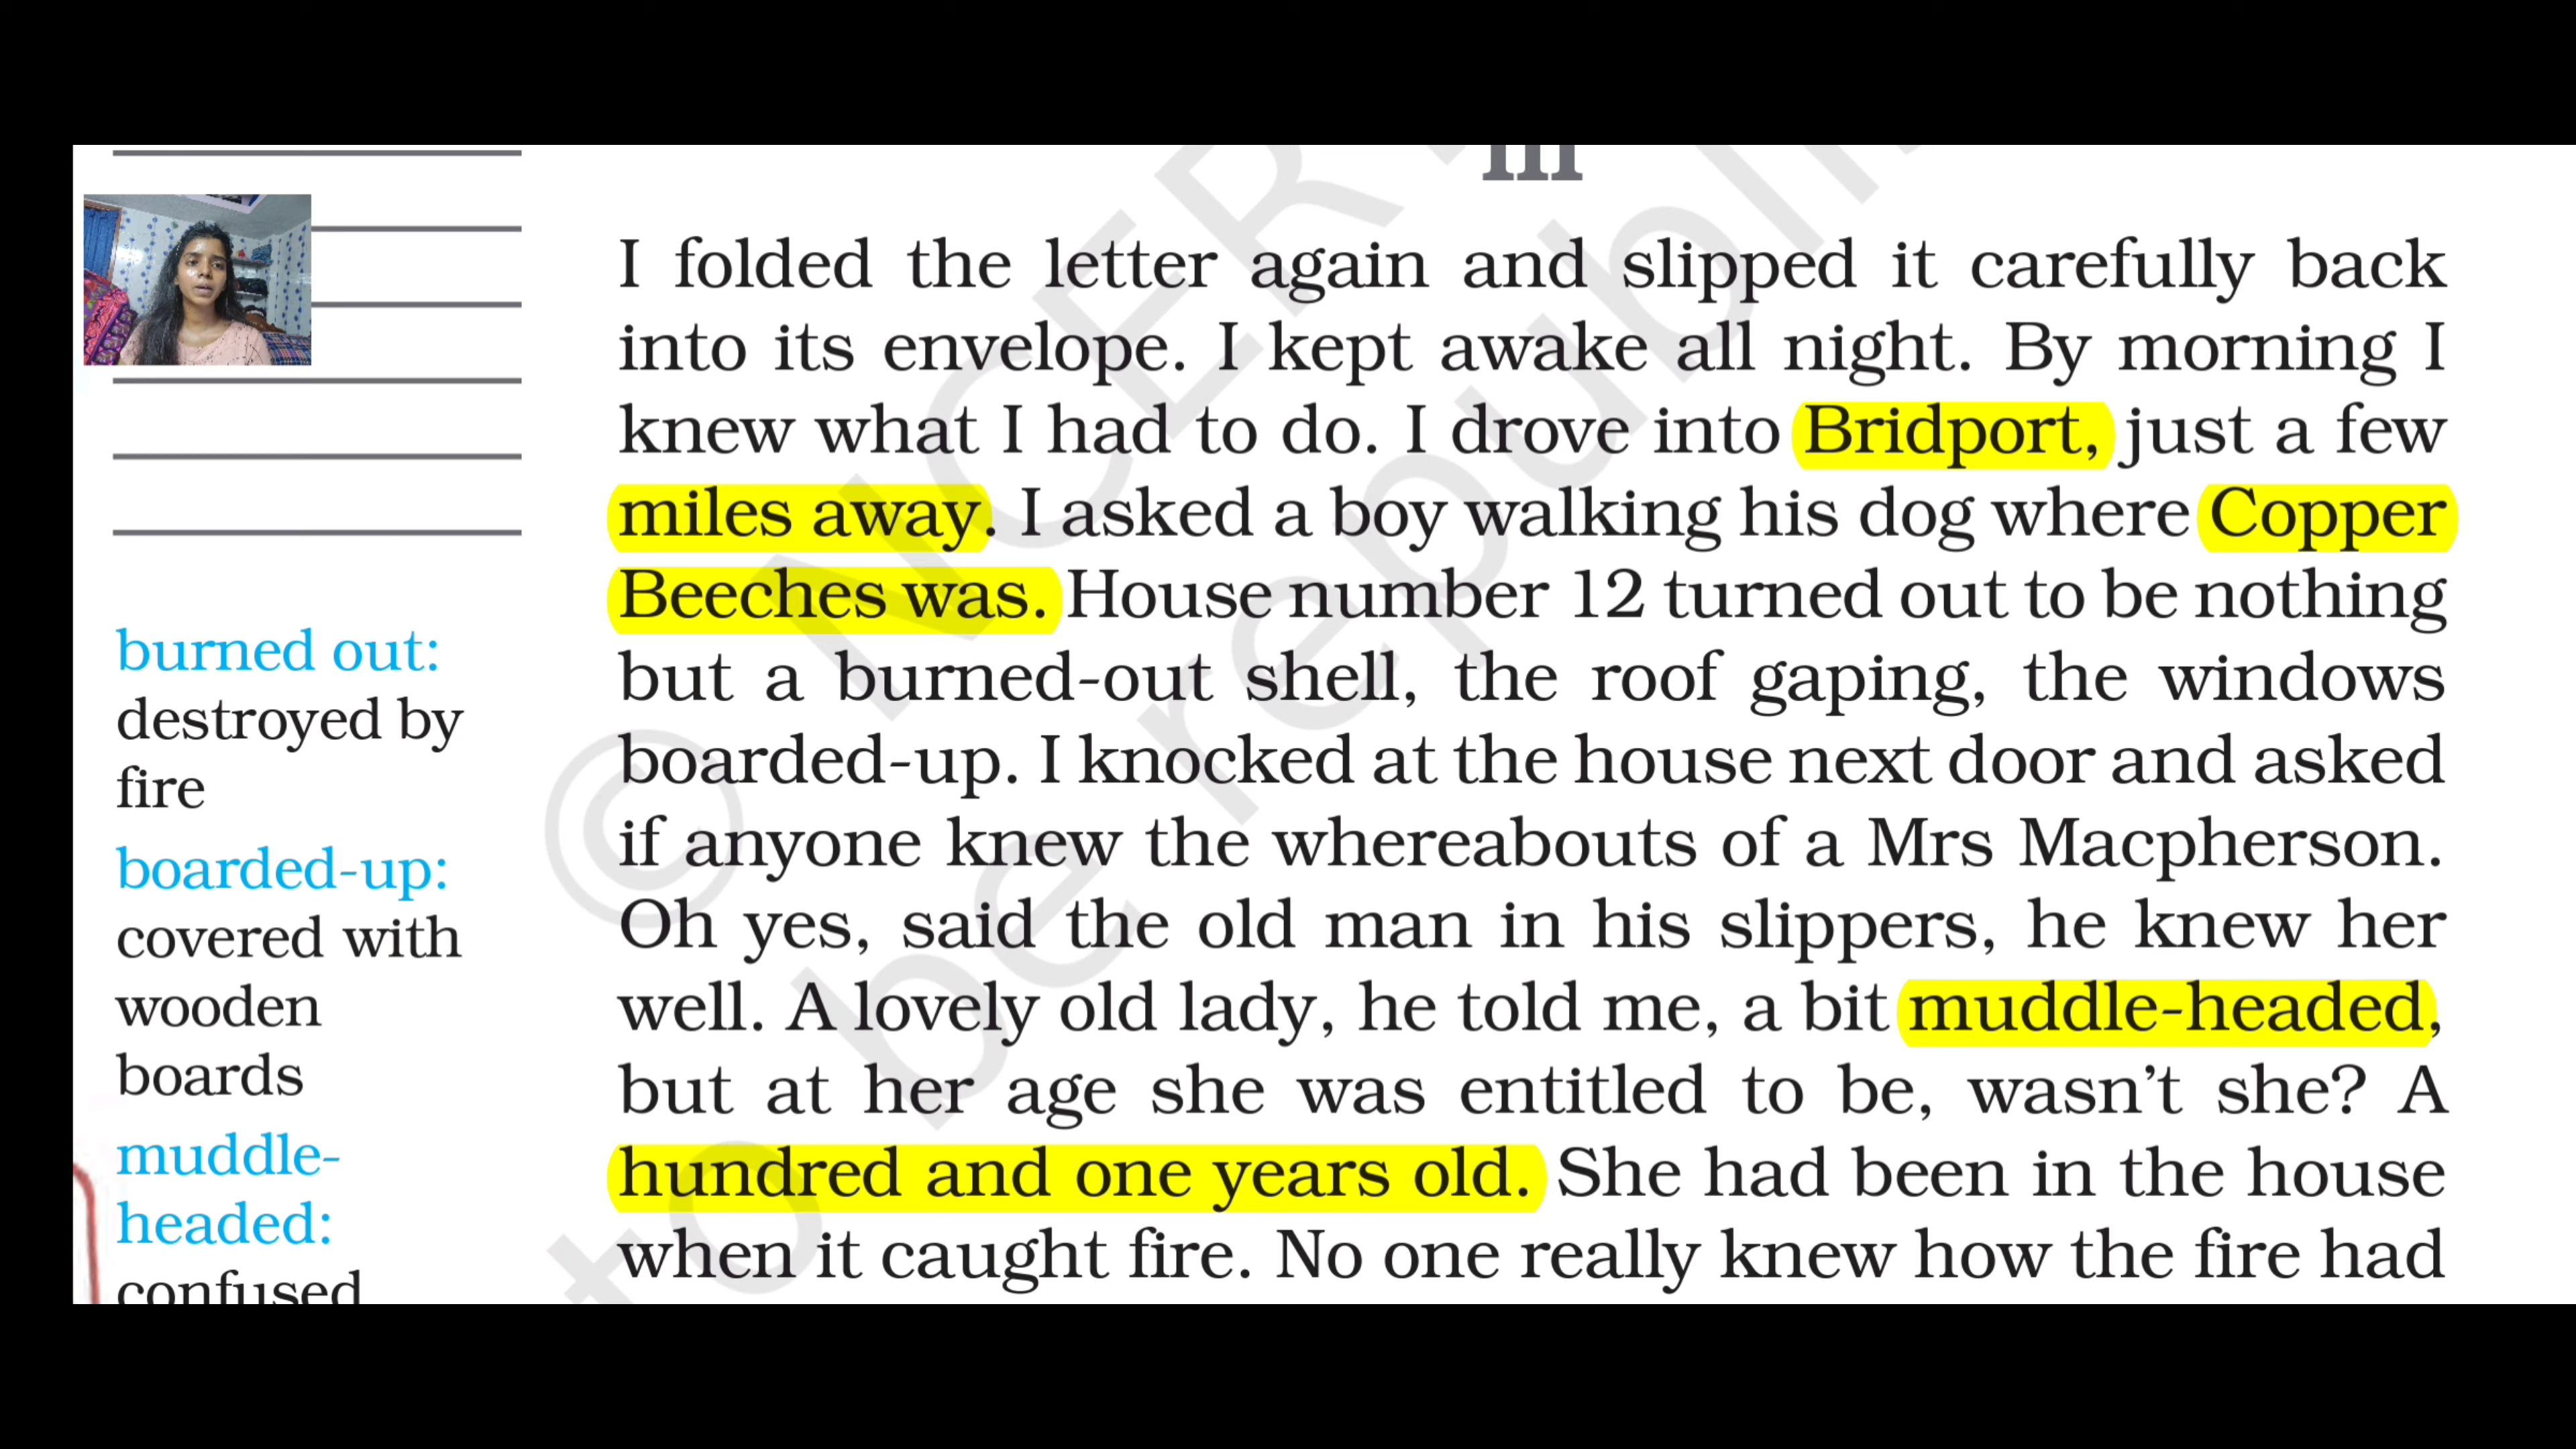 III
I folded the letter again and slipped it carefully back
into its envelope. I kept awake all night. By morning I
knew what I had to do. I drove into Bridport, just a few
miles away. I asked a boy walking his dog where Copper
Beeches was. House number 12 turned out to be nothing
but a burned-out shell, the roof gaping, the windows
boarded-up. I knocked at the house next door and asked
if anyone knew the whereabouts of a Mrs Macpherson.
Oh yes, said the old man in his slippers, he knew her
well. A lovely old lady, he told me, a bit muddle-headed,
but at her age she was entitled to be, wasn’t she? A
hundred and one years old. She had been in the house
when it caught fire. No one really knew how the fire had
burned out:
destroyed by
fire
boarded-up:
covered with
wooden
boards
muddle-
headed:
confused
© NCER
to be republi